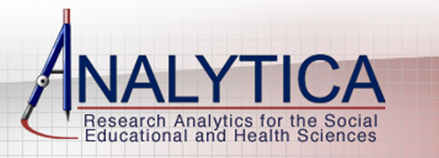 ANALYTICA
Research Analytics for the Social
Educational and Health Sciences